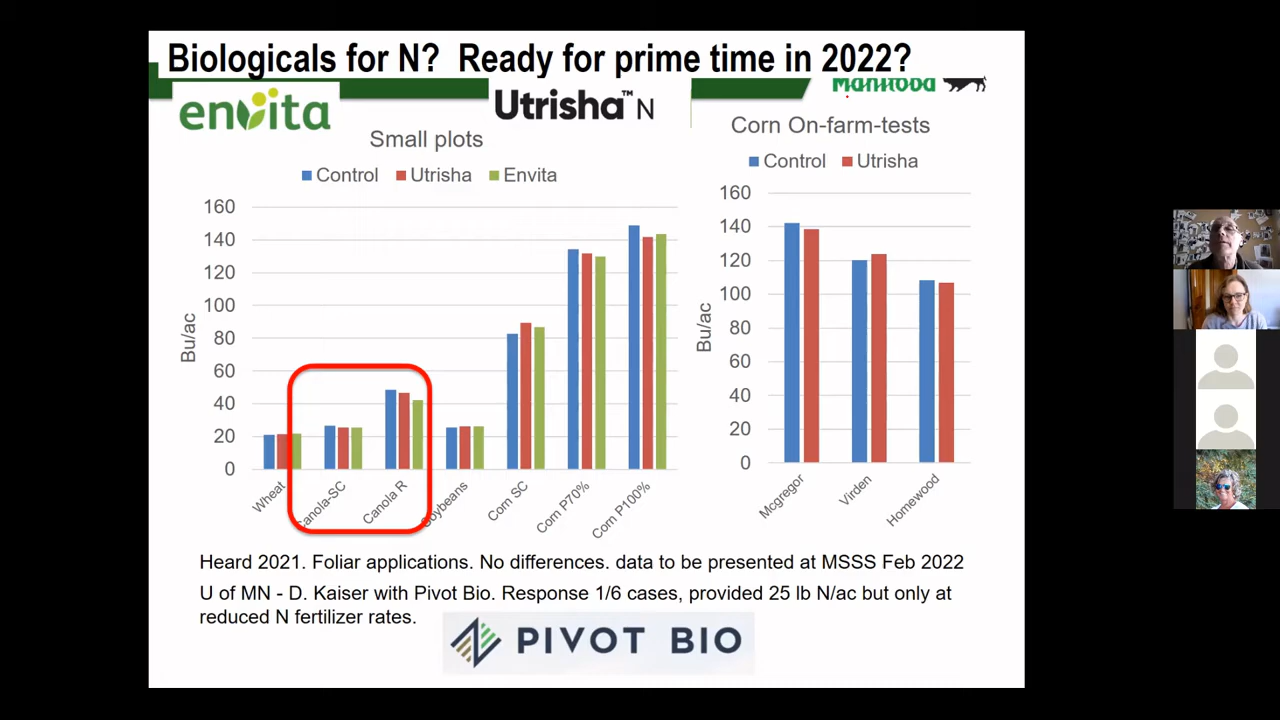 Biologicals for N?  Ready for prime time in 2022?
envita
Utrisha™ N
Manitoba
Small plots
Control Utrisha Envita
Bu/ac
160
140
120
100
80
60
40
20
0
Wheat
Canola-SC
Canola R
Soybeans
Corn SC
Corn P70%
Corn P100%
Corn On-farm-tests
Control Utrisha
Bu/ac
160
140
120
100
80
60
40
20
0
Mcgregor
Virden
Homewood
Heard 2021. Foliar applications. No differences. data to be presented at MSSS Feb 2022
U of MN - D. Kaiser with Pivot Bio. Response 1/6 cases, provided 25 lb N/ac but only at
reduced N fertilizer rates.
PIVOT BIO